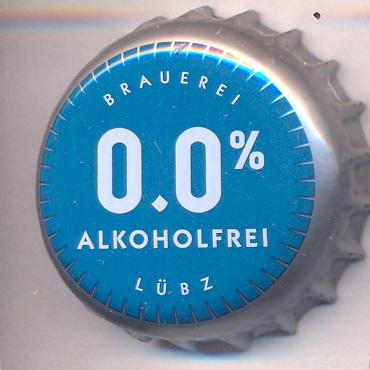 BRAUEREI
0.0%
ALKOHOLFREI
LÜBZ